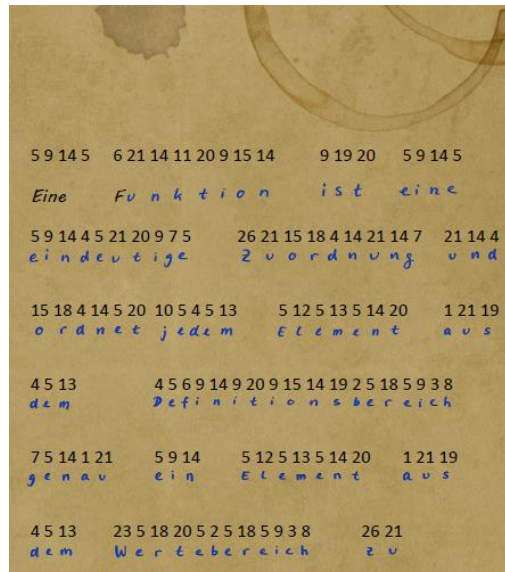 5 9 14 5 6 21 14 11 20 9 15 14 9 19 20 5 9 14 5
Eine Funktion ist eine
5 9 14 4 5 21 20 9 7 5 26 21 15 18 4 14 21 14 7 21 14 4
eindeutige Zuordnung und
15 18 4 14 5 20 10 5 4 5 13 5 12 5 13 5 14 20 1 21 19
ordnet jedem Element aus
4 5 13 4 5 6 9 14 9 20 9 15 14 19 2 5 18 5 9 3 8
dem Definitionsbereich
7 5 14 1 21 5 9 14 5 12 5 13 5 14 20 1 21 19
genau ein Element aus
4 5 13 23 5 18 20 5 2 5 18 5 9 3 8 26 21
dem Wertebereich zu